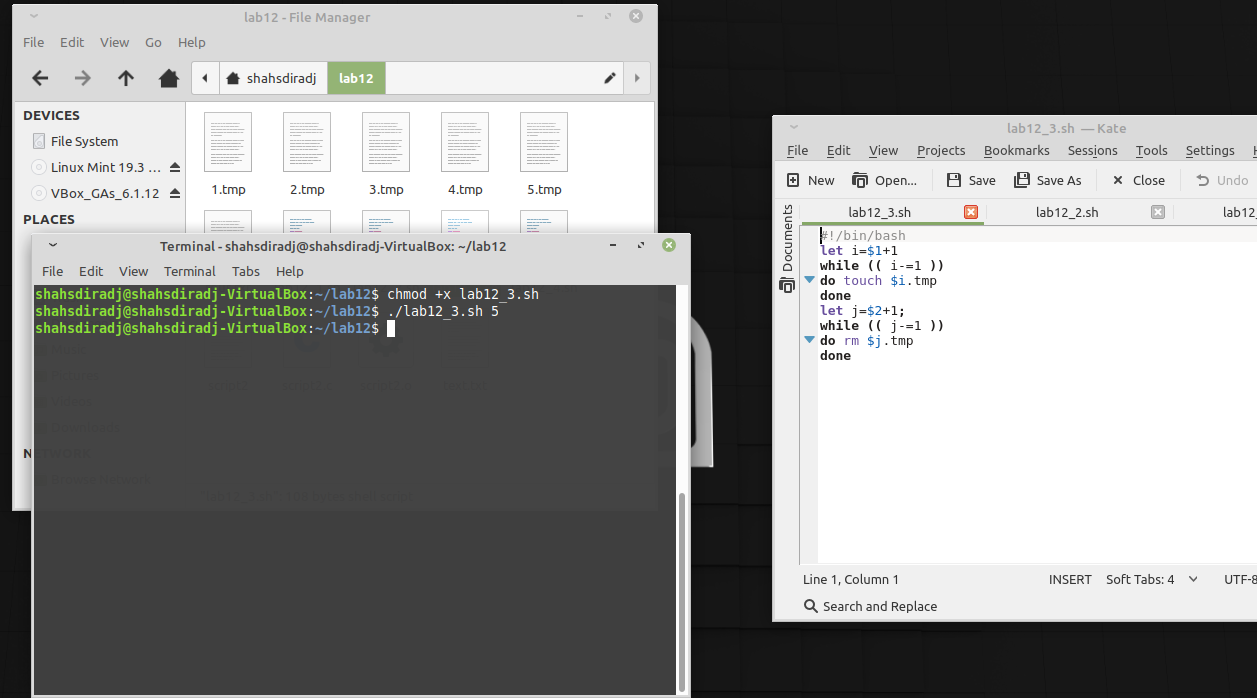 lab12 - File Manager
File Edit View Go Help
shahsdiradj lab12
DEVICES
File System
Linux Mint 19.3 ...
VBox_GAs_6.1.12
PLACES
1.tmp 2.tmp 3.tmp 4.tmp 5.tmp
NETWORK
Terminal - shahsdiradj@shahsdiradj-VirtualBox: ~/lab12
File Edit View Terminal Tabs Help
shahsdiradj@shahsdiradj-VirtualBox:~/lab12$ chmod +x lab12_3.sh
shahsdiradj@shahsdiradj-VirtualBox:~/lab12$ ./lab12_3.sh 5
shahsdiradj@shahsdiradj-VirtualBox:~/lab12$
lab12_3.sh — Kate
File Edit View Projects Bookmarks Sessions Tools Settings H
New Open... Save Save As Close Undo
Documents
lab12_3.sh lab12_2.sh lab12_
#!/bin/bash
let i=$1+1
while (( i-=1 ))
do touch $i.tmp
done
let j=$2+1;
while (( j-=1 ))
do rm $j.tmp
done
Line 1, Column 1 INSERT Soft Tabs: 4 UTF-8
Search and Replace